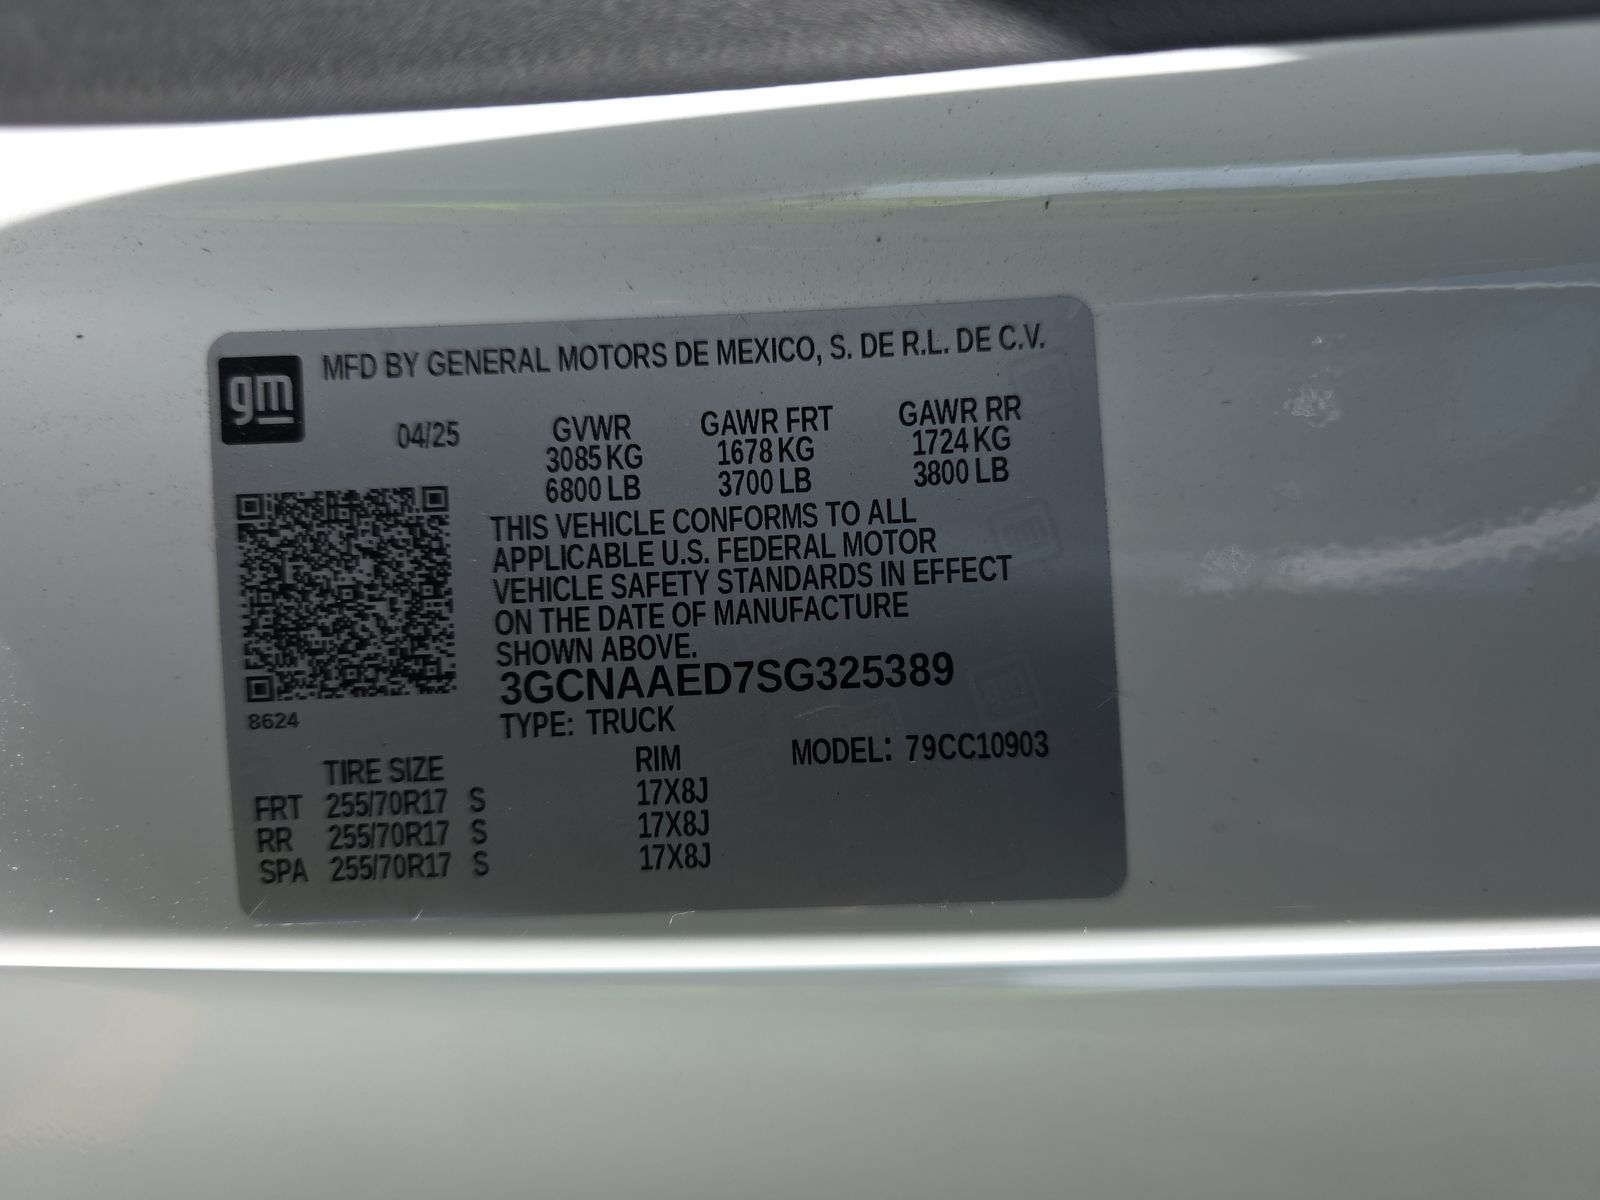 gm
MFD BY GENERAL MOTORS DE MEXICO, S. DE R.L. DE C.V.
04/25 GVWR GAWR FRT GAWR RR
3085 KG 1678 KG 1724 KG
6800 LB 3700 LB 3800 LB
THIS VEHICLE CONFORMS TO ALL
APPLICABLE U.S. FEDERAL MOTOR
VEHICLE SAFETY STANDARDS IN EFFECT
ON THE DATE OF MANUFACTURE
SHOWN ABOVE.
3GCNAAED7SG325389
8624
TYPE: TRUCK
MODEL: 79CC10903
TIRE SIZE RIM
FRT 255/70R17 S 17X8J
RR 255/70R17 S 17X8J
SPA 255/70R17 S 17X8J